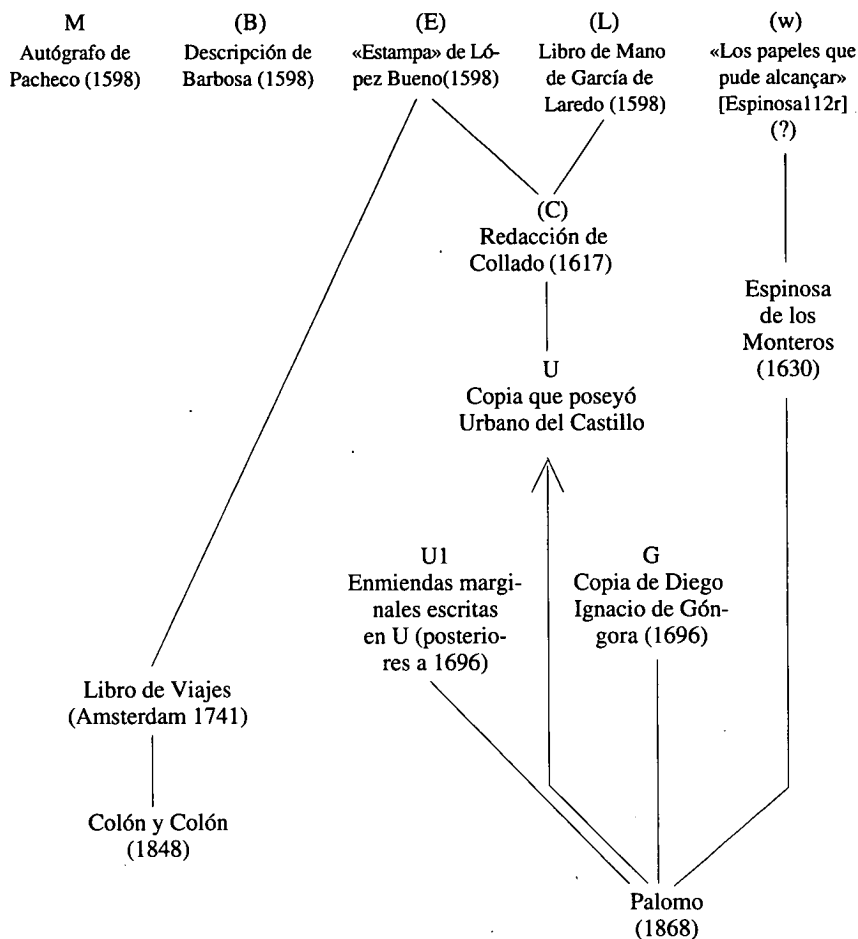 M
Autógrafo de
Pacheco (1598)
(B)
Descripción de
Barbosa (1598)
(E)
«Estampa» de Ló-
pez Bueno(1598)
(L)
Libro de Mano
de García de
Laredo (1598)
(w)
«Los papeles que
pude alcançar»
[Espinosa112r]
(?)
(C)
Redacción de
Collado (1617)
Espinosa
de los
Monteros
(1630)
U
Copia que poseyó
Urbano del Castillo
U1
Enmiendas margi-
nales escritas
en U (posterio-
res a 1696)
G
Copia de Diego
Ignacio de Gón-
gora (1696)
Libro de Viajes
(Amsterdam 1741)
Colón y Colón
(1848)
Palomo
(1868)